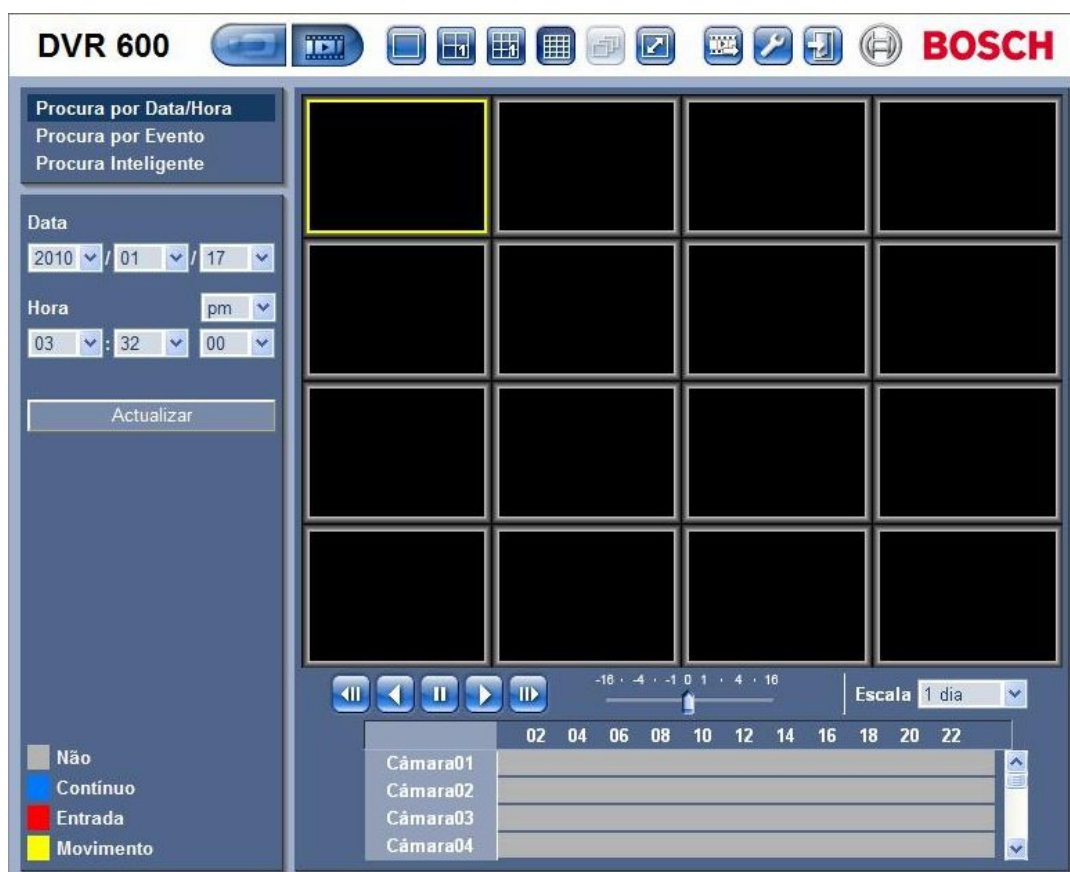 DVR 600
1
1
BOSCH
Procura por Data/Hora
Procura por Evento
Procura Inteligente
Data
2010 / 01 / 17
Hora pm
03 : 32 00
Actualizar
-16 · -4 · -1 0 1 · 4 · 16
Escala 1 dia
02 04 06 08 10 12 14 16 18 20 22
Câmara01
Câmara02
Câmara03
Câmara04
Não
Contínuo
Entrada
Movimento